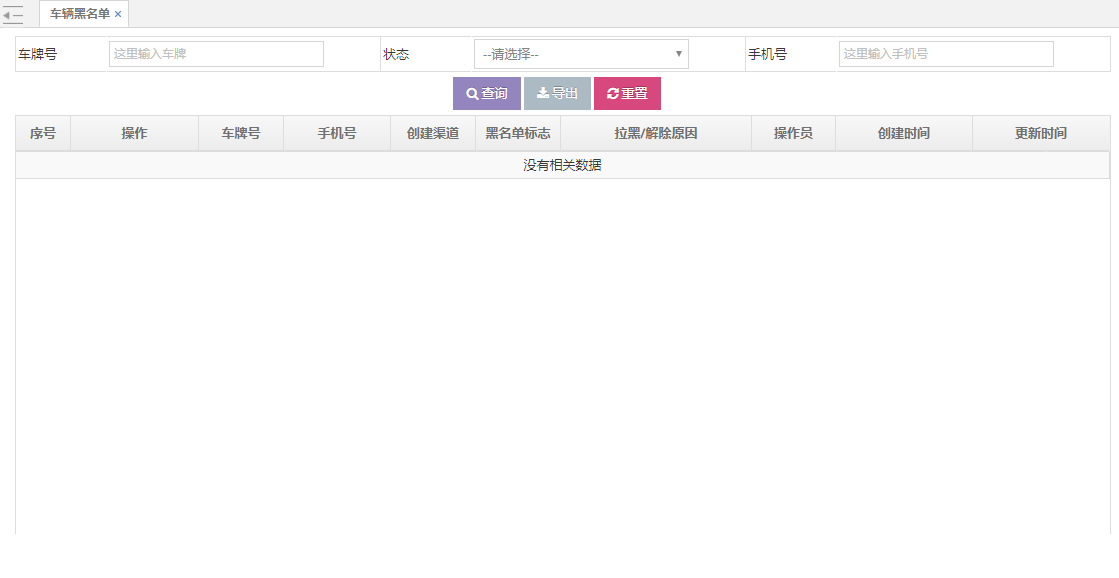 车辆黑名单 ×
车牌号 这里输入车牌 状态 --请选择-- 手机号 这里输入手机号
查询 导出 重置
序号 操作 车牌号 手机号 创建渠道 黑名单标志 拉黑/解除原因 操作员 创建时间 更新时间
没有相关数据